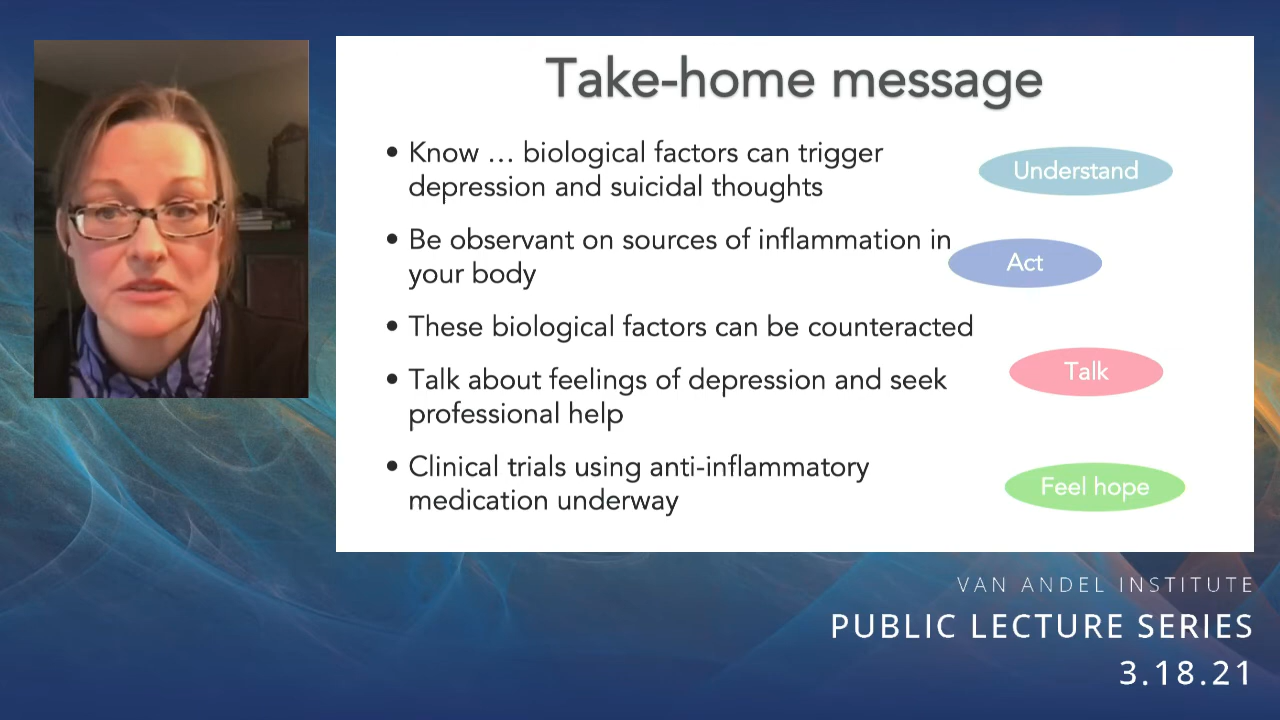 Take-home message
• Know … biological factors can trigger
depression and suicidal thoughts
Understand
• Be observant on sources of inflammation in
your body
Act
• These biological factors can be counteracted
• Talk about feelings of depression and seek
professional help
Talk
• Clinical trials using anti-inflammatory
medication underway
Feel hope
VAN ANDEL INSTITUTE
PUBLIC LECTURE SERIES
3.18.21